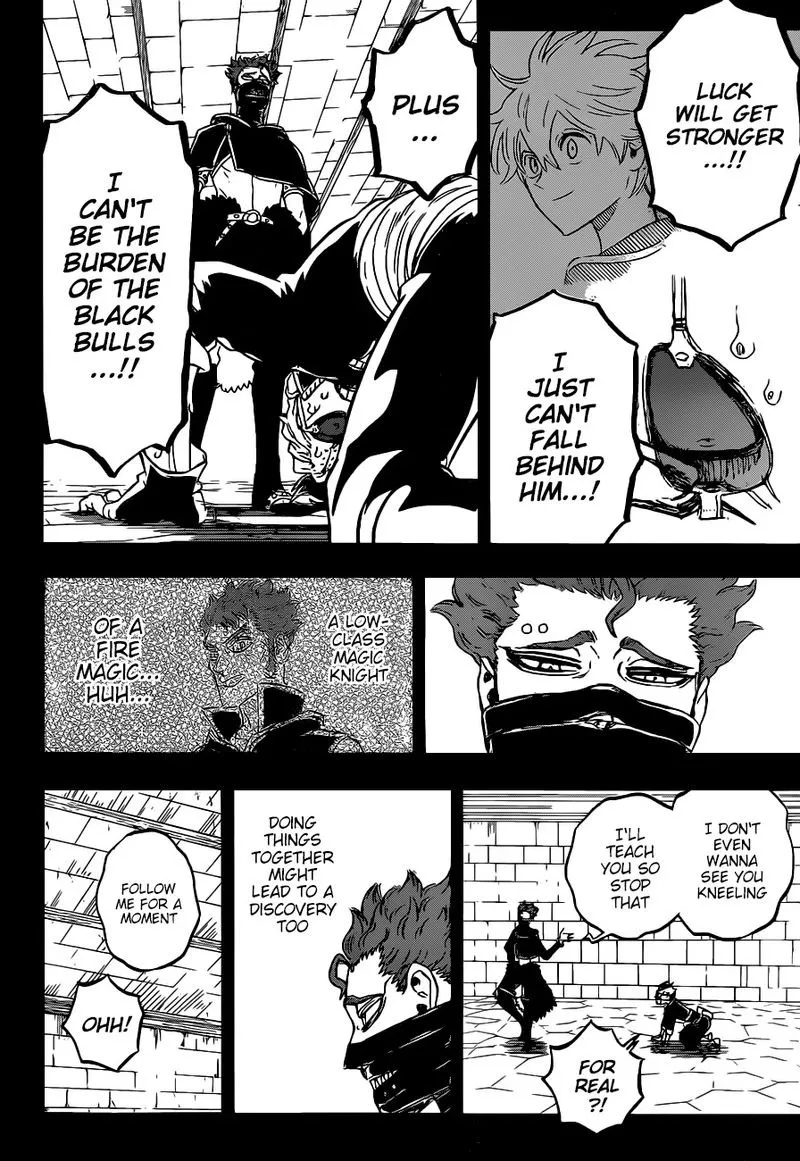 LUCK
WILL GET
STRONGER
...!!
I
JUST
CAN'T
FALL
BEHIND
HIM....!
PLUS
...
I
CAN'T
BE THE
BURDEN
OF THE
BLACK
BULLS
...!!
A LOW-
CLASS
MAGIC
KNIGHT
OF A
FIRE
MAGIC...
HUH...
I DON'T
EVEN
WANNA
SEE YOU
KNEELING
I'LL
TEACH
YOU SO
STOP
THAT
FOR
REAL
?!
DOING
THINGS
TOGETHER
MIGHT
LEAD TO A
DISCOVERY
TOO
FOLLOW
ME FOR A
MOMENT
OHH!